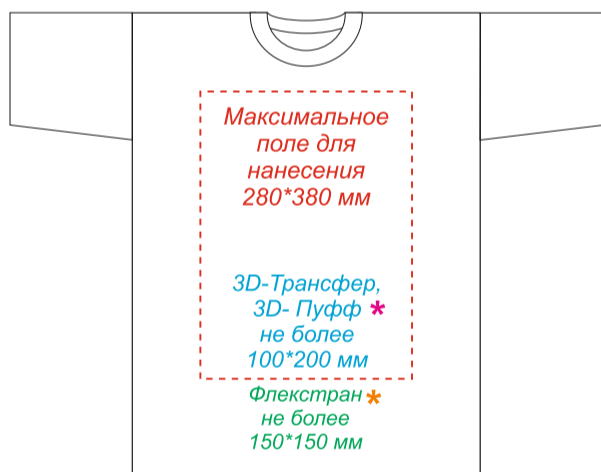 Максимальное
поле для
нанесения
280*380 мм
3D-Трансфер,
3D- Пуфф *
не более
100*200 мм
Флекстран *
не более
150*150 мм